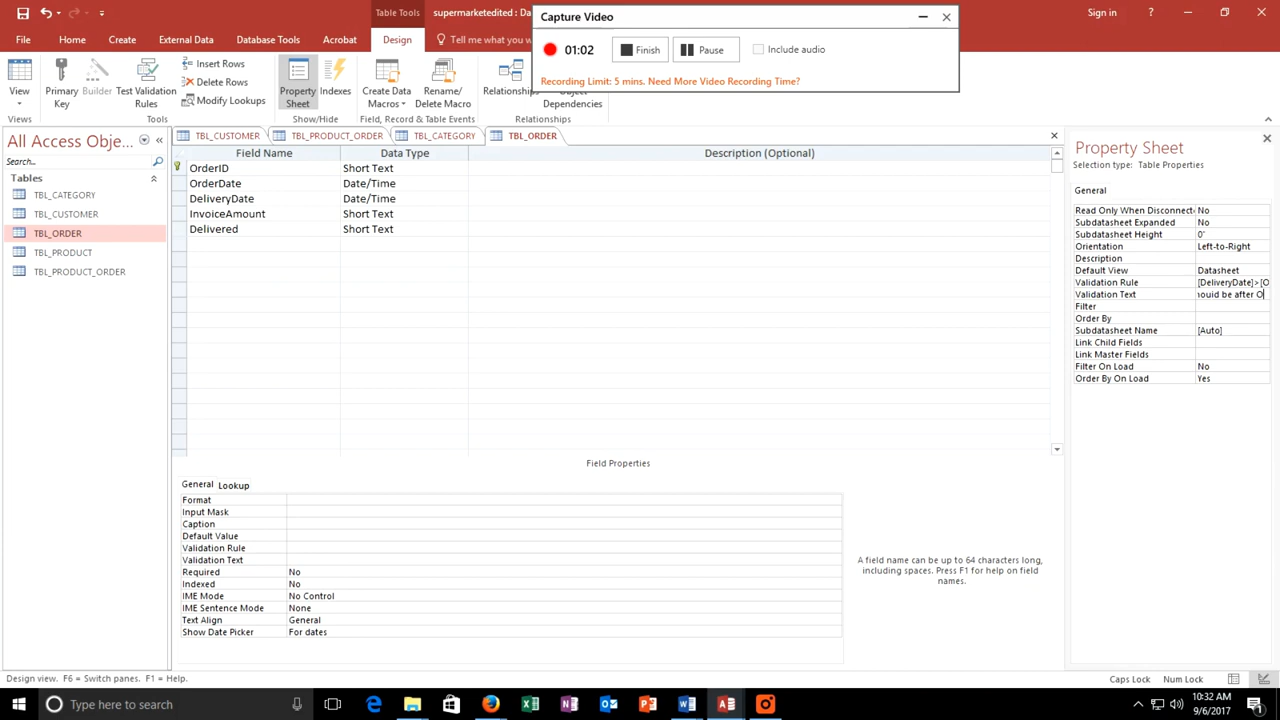 Table Tools
supermarketedited : Da
Sign in
?
File
Home
Create
External Data
Database Tools
Acrobat
Design
Tell me what you
Capture Video
01:02
Finish
Pause
Include audio
Recording Limit: 5 mins. Need More Video Recording Time?
View
Primary Key
Builder
Test Validation Rules
Insert Rows
Delete Rows
Modify Lookups
Property Sheet
Indexes
Create Data Macros
Rename/ Delete Macro
Relationships
Object Dependencies
Views
Tools
Show/Hide
Field, Record & Table Events
Relationships
All Access Obje...
Search...
Tables
TBL_CATEGORY
TBL_CUSTOMER
TBL_ORDER
TBL_PRODUCT
TBL_PRODUCT_ORDER
TBL_CUSTOMER
TBL_PRODUCT_ORDER
TBL_CATEGORY
TBL_ORDER
Field Name Data Type Description (Optional)
OrderID Short Text
OrderDate Date/Time
DeliveryDate Date/Time
InvoiceAmount Short Text
Delivered Short Text
Field Properties
General Lookup
Format
Input Mask
Caption
Default Value
Validation Rule
Validation Text
Required No
Indexed No
IME Mode No Control
IME Sentence Mode None
Text Align General
Show Date Picker For dates
A field name can be up to 64 characters long,
including spaces. Press F1 for help on field
names.
Property Sheet
Selection type: Table Properties
General
Read Only When Disconnect No
Subdatasheet Expanded No
Subdatasheet Height 0"
Orientation Left-to-Right
Description
Default View Datasheet
Validation Rule [DeliveryDate]>[O
Validation Text ould be after O
Filter
Order By
Subdatasheet Name [Auto]
Link Child Fields
Link Master Fields
Filter On Load No
Order By On Load Yes
Design view. F6 = Switch panes. F1 = Help.
Caps Lock
Num Lock
Type here to search
10:32 AM
9/6/2017